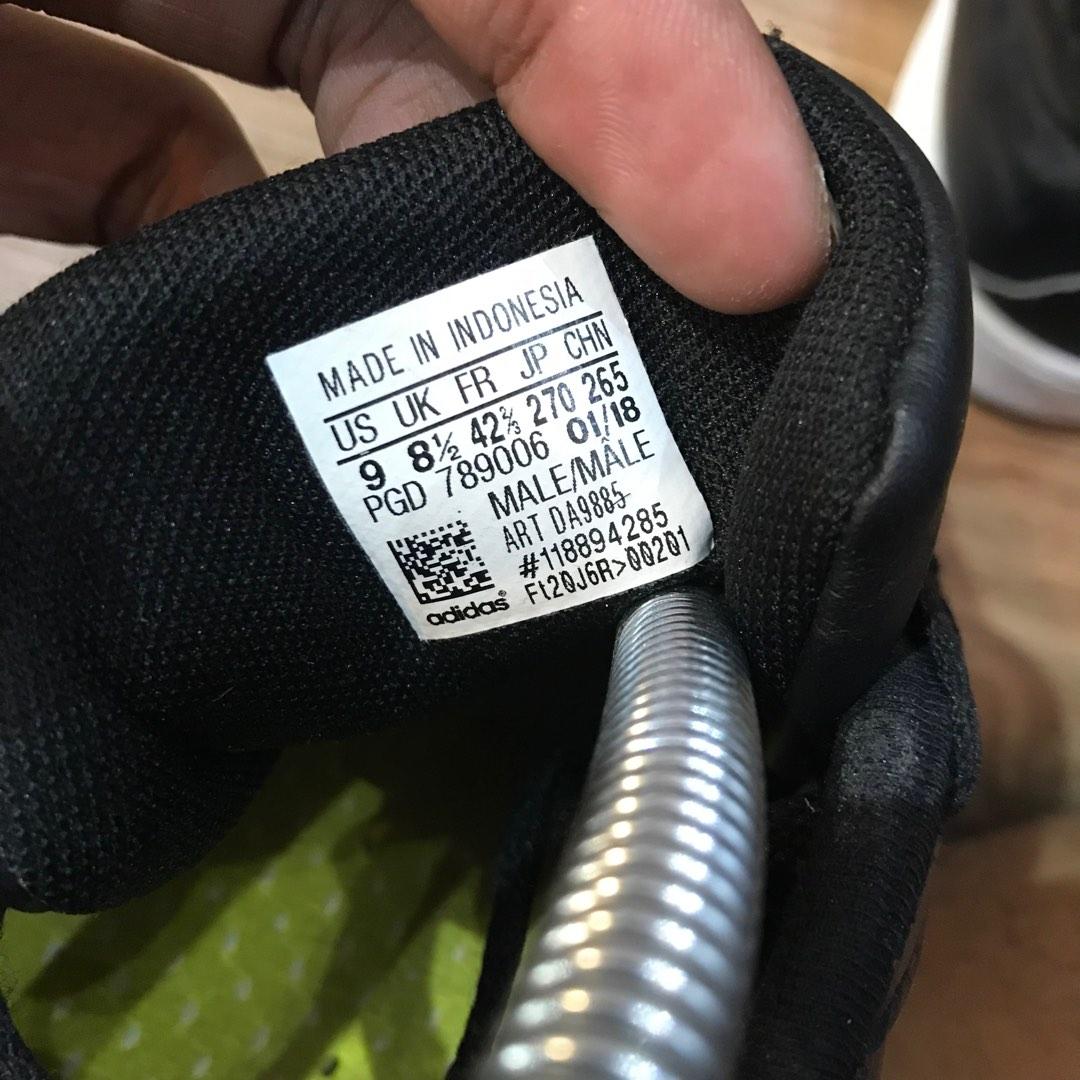 MADE IN INDONESIA
US UK FR JP CHN
9 8½ 42⅔ 270 265
PGD 789006 01/18
MALE/MÂLE
ART DA9885
#118894285
Ft2QJ6R>00201
adidas®